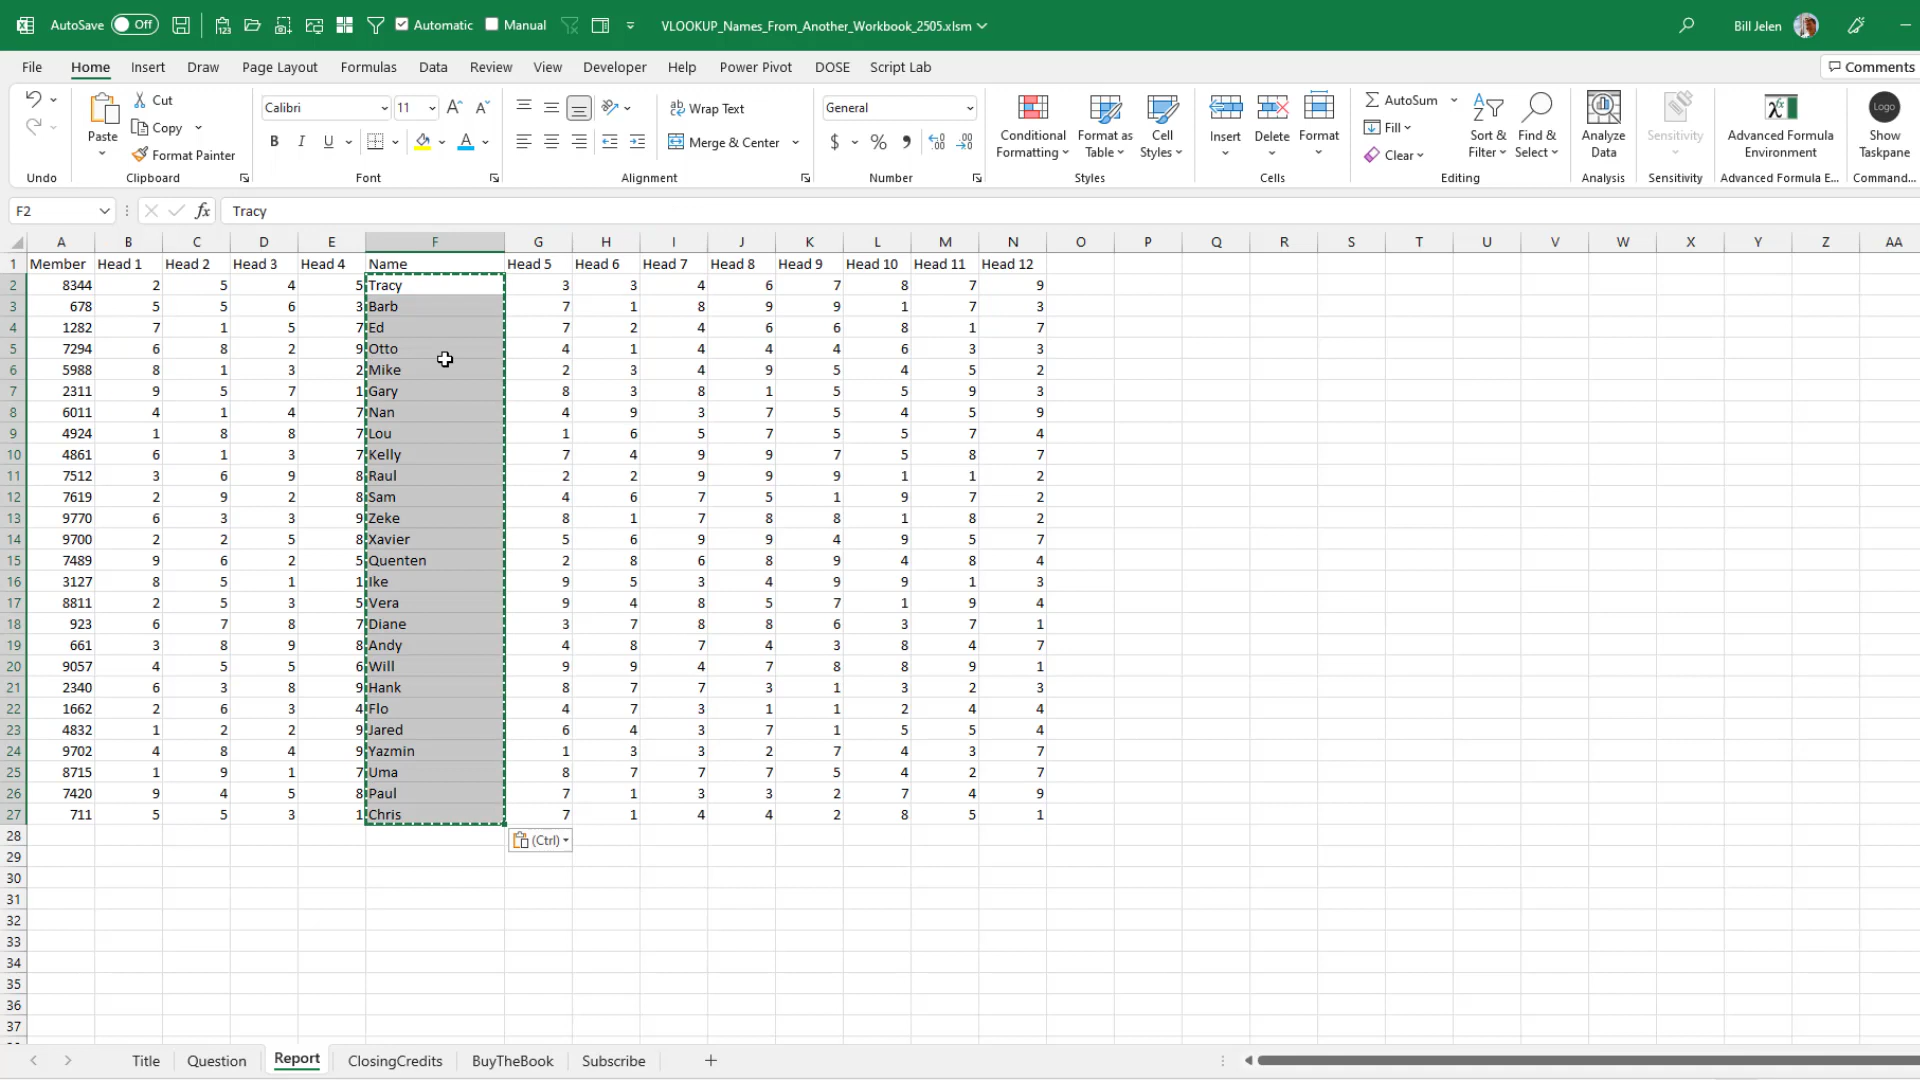 AutoSave Off Automatic Manual VLOOKUP_Names_From_Another_Workbook_2505.xlsm Bill Jelen
File Home Insert Draw Page Layout Formulas Data Review View Developer Help Power Pivot DOSE Script Lab Comments
Cut Calibri 11 Wrap Text General AutoSum Logo
Copy Fill
Paste B I U Merge & Center $ % Conditional Format as Cell Insert Delete Format Sort & Find & Analyze Sensitivity Advanced Formula Show
Format Painter Formatting Table Styles Clear Filter Select Data Environment Taskpane
Undo Clipboard Font Alignment Number Styles Cells Editing Analysis Sensitivity Advanced Formula E... Command...
F2 fx Tracy
A B C D E F G H I J K L M N O P Q R S T U V W X Y Z AA
1 Member Head 1 Head 2 Head 3 Head 4 Name Head 5 Head 6 Head 7 Head 8 Head 9 Head 10 Head 11 Head 12
2 8344 2 5 4 5 Tracy 3 3 4 6 7 8 7 9
3 678 5 5 6 3 Barb 7 1 8 9 9 1 7 3
4 1282 7 1 5 7 Ed 7 2 4 6 6 8 1 7
5 7294 6 8 2 9 Otto 4 1 4 4 4 6 3 3
6 5988 8 1 3 2 Mike 2 3 4 9 5 4 5 2
7 2311 9 5 7 1 Gary 8 3 8 1 5 5 9 3
8 6011 4 1 4 7 Nan 4 9 3 7 5 4 5 9
9 4924 1 8 8 7 Lou 1 6 5 7 5 5 7 4
10 4861 6 1 3 7 Kelly 7 4 9 9 7 5 8 7
11 7512 3 6 9 8 Raul 2 2 9 9 9 1 1 2
12 7619 2 9 2 8 Sam 4 6 7 5 1 9 7 2
13 9770 6 3 3 9 Zeke 8 1 7 8 8 1 8 2
14 9700 2 2 5 8 Xavier 5 6 9 9 4 9 5 7
15 7489 9 6 2 5 Quenten 2 8 6 8 9 4 8 4
16 3127 8 5 1 1 Ike 9 5 3 4 9 9 1 3
17 8811 2 5 3 5 Vera 9 4 8 5 7 1 9 4
18 923 6 7 8 7 Diane 3 7 8 8 6 3 7 1
19 661 3 8 9 8 Andy 4 8 7 4 3 8 4 7
20 9057 4 5 5 6 Will 9 9 4 7 8 8 9 1
21 2340 6 3 8 9 Hank 8 7 7 3 1 3 2 3
22 1662 2 6 3 4 Flo 4 7 3 1 1 2 4 4
23 4832 1 2 2 9 Jared 6 4 3 7 1 5 5 4
24 9702 4 8 4 9 Yazmin 1 3 3 2 7 4 3 7
25 8715 1 9 1 7 Uma 8 7 7 7 5 4 2 7
26 7420 9 4 5 8 Paul 7 1 3 3 2 7 4 9
27 711 5 5 3 1 Chris 7 1 4 4 2 8 5 1
28 (Ctrl)
29
30
31
32
33
34
35
36
37
Title Question Report ClosingCredits BuyTheBook Subscribe